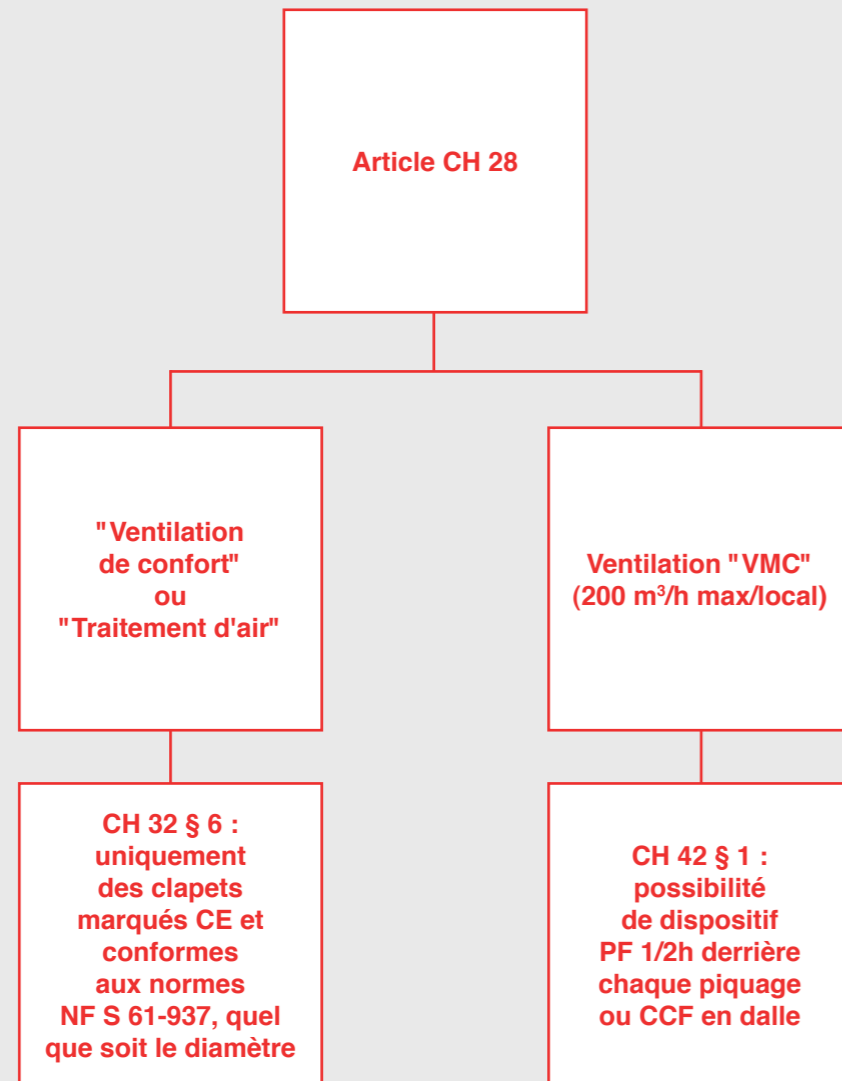 Article CH 28
"Ventilation
de confort"
ou
"Traitement d'air"
Ventilation "VMC"
(200 m³/h max/local)
CH 32 § 6 :
uniquement
des clapets
marqués CE et
conformes
aux normes
NF S 61-937, quel
que soit le diamètre
CH 42 § 1 :
possibilité
de dispositif
PF 1/2h derrière
chaque piquage
ou CCF en dalle